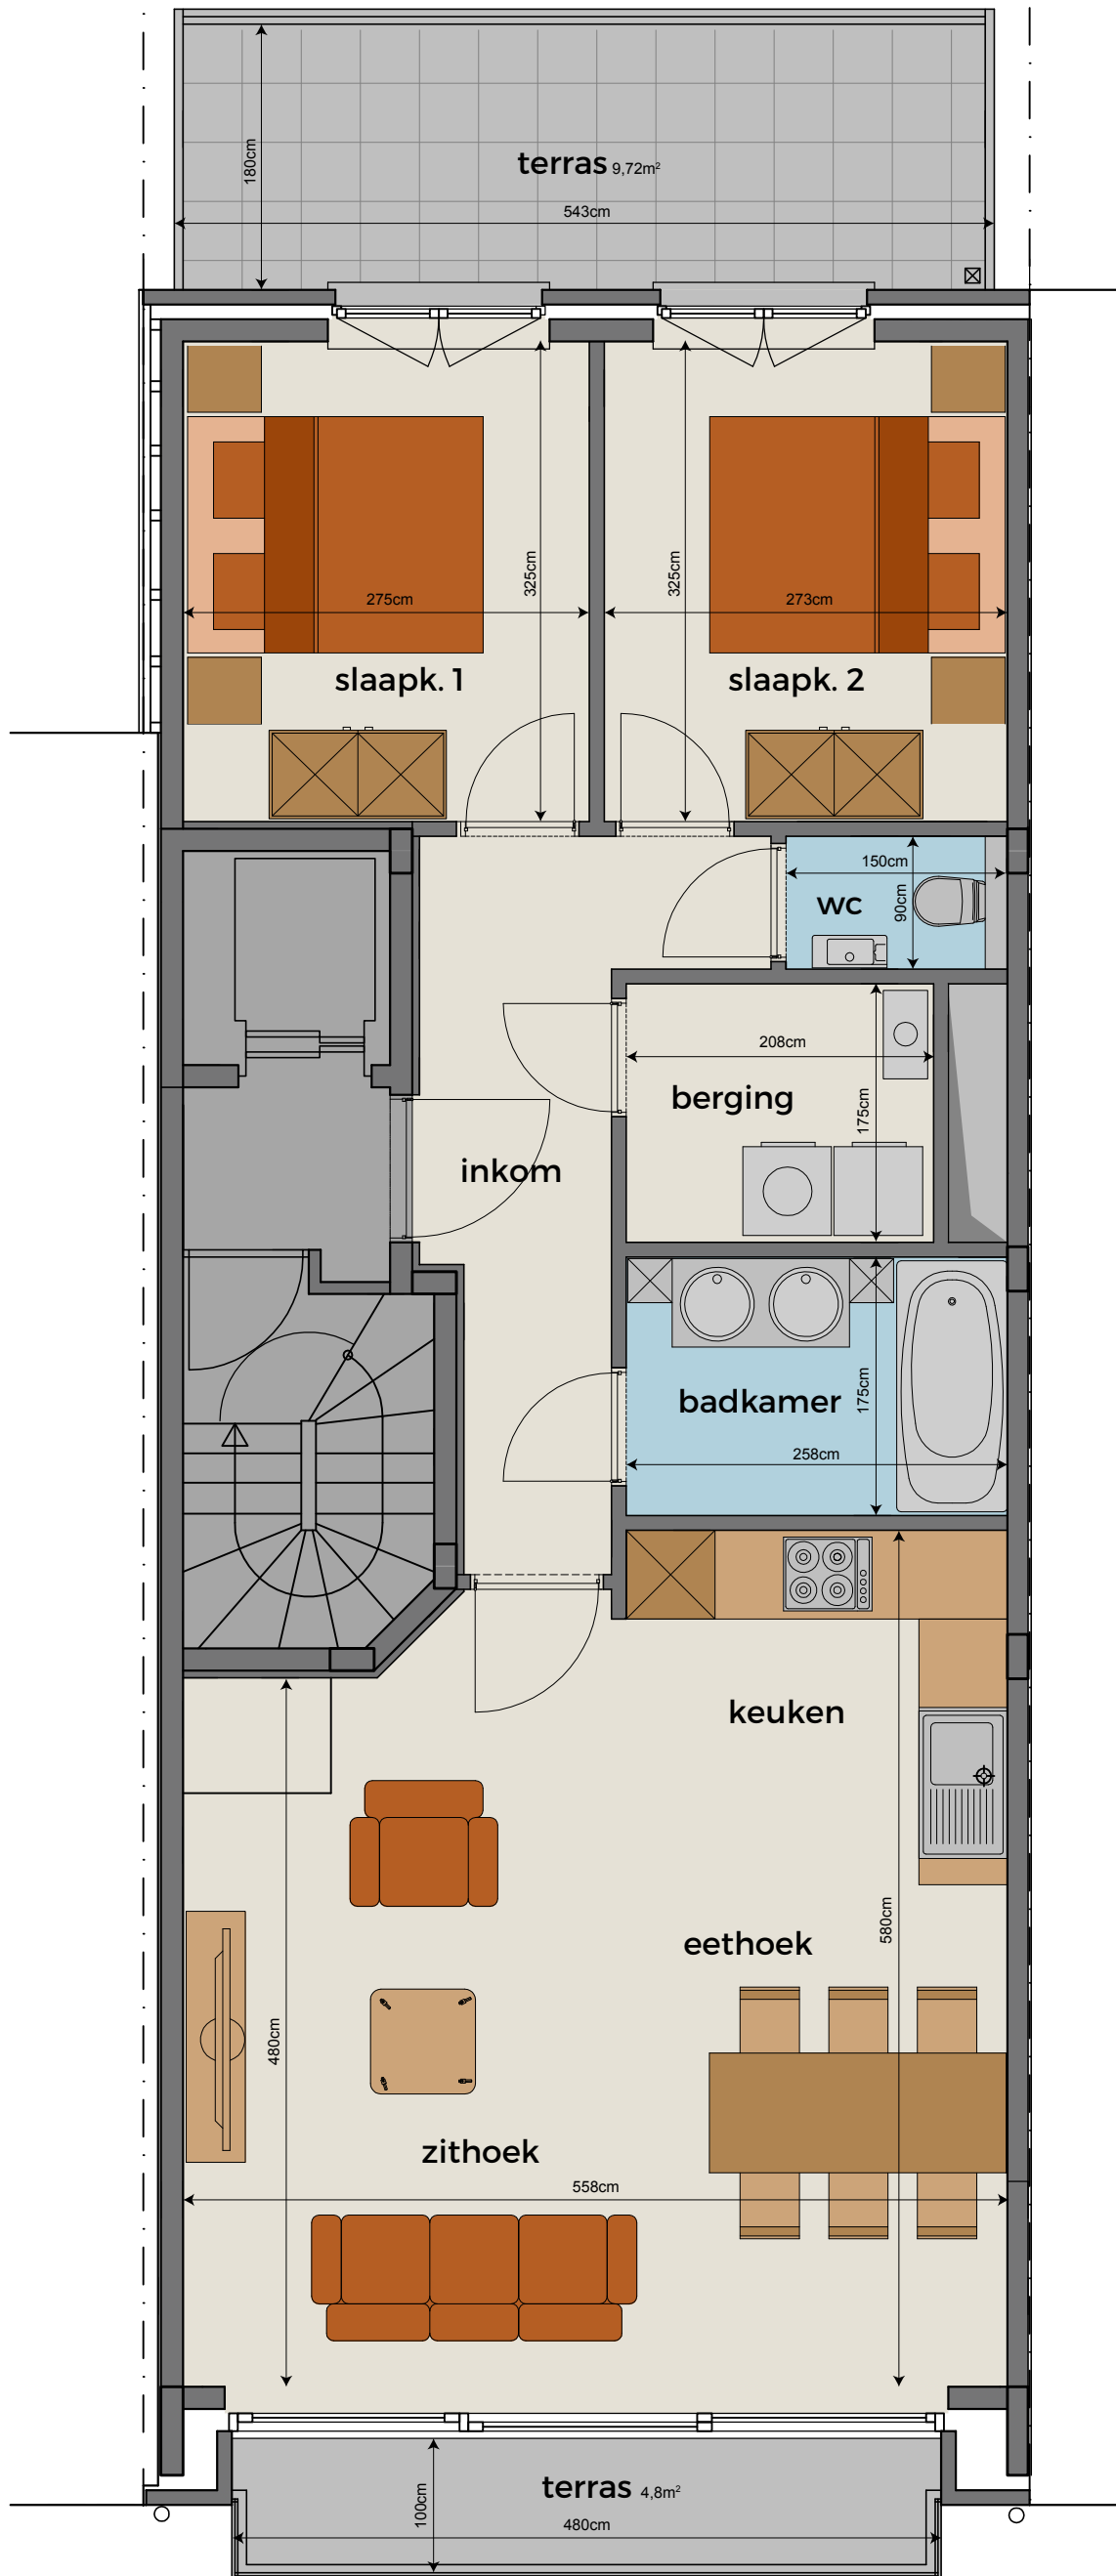 180cm
terras 9,72m²
543cm
325cm
325cm
275cm
273cm
slaapk. 1
slaapk. 2
150cm
wc
90cm
208cm
berging
175cm
inkom
badkamer
175cm
258cm
keuken
eethoek
580cm
480cm
zithoek
558cm
terras 4,8m²
100cm
480cm